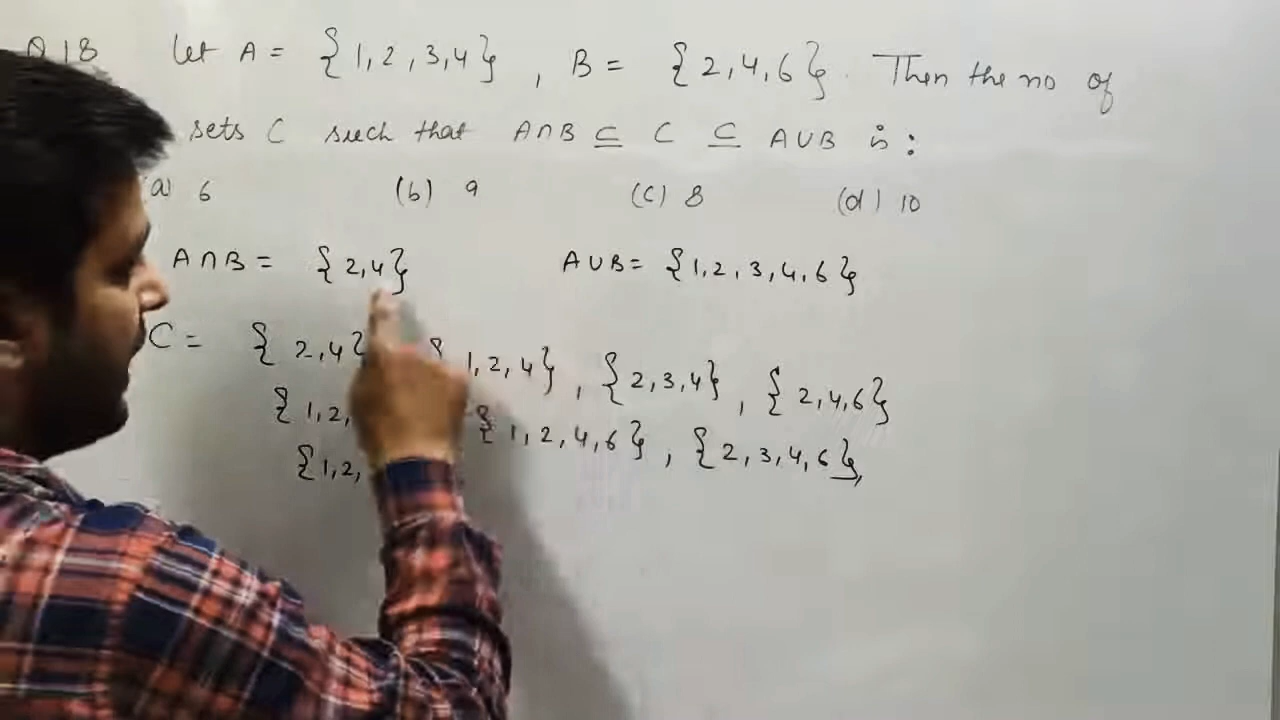 Q.18 Let A = {1, 2, 3, 4} , B = {2, 4, 6}. Then the no of
sets C such that A∩B ⊆ C ⊆ A∪B is :
(a) 6 (b) 9 (c) 8 (d) 10
A∩B = {2,4} A∪B = {1, 2, 3, 4, 6}
C = {2,4} { 1, 2, 4} , {2, 3, 4} , {2, 4, 6}
{1, 2, {1, 2, 4, 6} , {2, 3, 4, 6},
{1, 2,